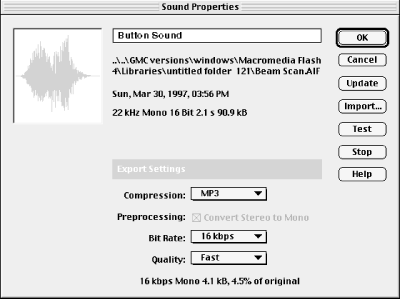 Sound Properties
Button Sound
OK
..\..\GMC versions\windows\Macromedia Flash
4\Libraries\untitled folder 121\Beam Scan.AIF
Cancel
Sun, Mar 30, 1997, 03:56 PM
Update
22 kHz Mono 16 Bit 2.1 s 90.9 kB
Import...
Test
Stop
Export Settings
Help
Compression: MP3
Preprocessing: Convert Stereo to Mono
Bit Rate: 16 kbps
Quality: Fast
16 kbps Mono 4.1 kB, 4.5% of original